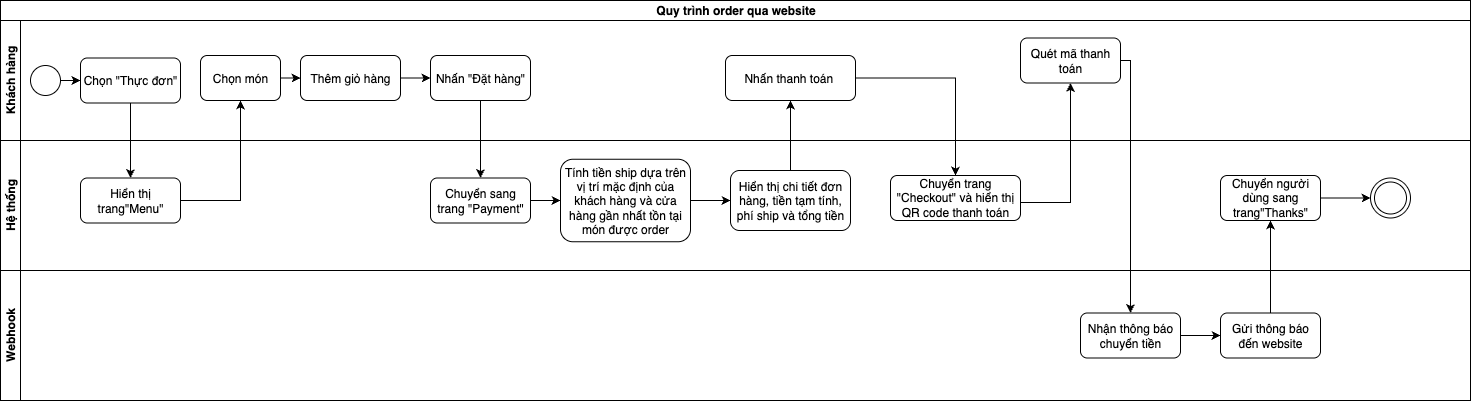 Quy trình order qua website
Khách hàng
Chọn "Thực đơn"
Chọn món
Thêm giỏ hàng
Nhấn "Đặt hàng"
Nhấn thanh toán
Quét mã thanh
toán
Hệ thống
Hiển thị
trang"Menu"
Chuyển sang
trang "Payment"
Tính tiền ship dựa trên
vị trí mặc định của
khách hàng và cửa
hàng gần nhất tồn tại
món được order
Hiển thị chi tiết đơn
hàng, tiền tạm tính,
phí ship và tổng tiền
Chuyển trang
"Checkout" và hiển thị
QR code thanh toán
Chuyển người
dùng sang
trang"Thanks"
Webhook
Nhận thông báo
chuyển tiền
Gửi thông báo
đến website